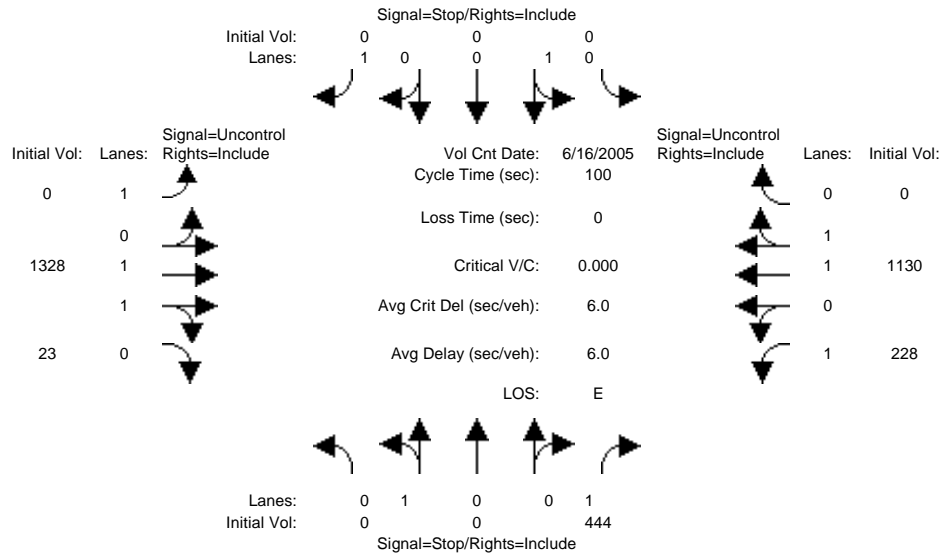 Signal=Stop/Rights=Include
Initial Vol: 0 0 0
Lanes: 1 0 0 1 0
Signal=Uncontrol Signal=Uncontrol
Initial Vol: Lanes: Rights=Include Vol Cnt Date: 6/16/2005 Rights=Include Lanes: Initial Vol:
Cycle Time (sec): 100
0 1 0 0
Loss Time (sec): 0
0 1
1328 1 Critical V/C: 0.000 1 1130
1 Avg Crit Del (sec/veh): 6.0 0
23 0 Avg Delay (sec/veh): 6.0 1 228
LOS: E
Lanes: 0 1 0 0 1
Initial Vol: 0 0 444
Signal=Stop/Rights=Include